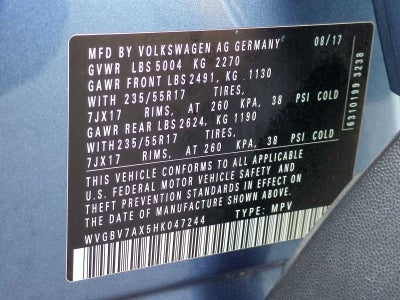 MFD BY VOLKSWAGEN AG GERMANY 08/17
GVWR LBS 5004 KG 2270
GAWR FRONT LBS 2491, KG 1130
WITH 235/55R17 TIRES,
7JX17 RIMS, AT 260 KPA, 38 PSI COLD
GAWR REAR LBS 2624, KG 1190
WITH 235/55R17 TIRES,
7JX17 RIMS, AT 260 KPA, 38 PSI COLD
THIS VEHICLE CONFORMS TO ALL APPLICABLE
U.S. FEDERAL MOTOR VEHICLE SAFETY AND
THEFT PREVENTION STANDARDS IN EFFECT ON
THE DATE OF MANUFACTURE SHOWN ABOVE.
WVGBV7AX5HK047244 TYPE: MPV
6310199 3238